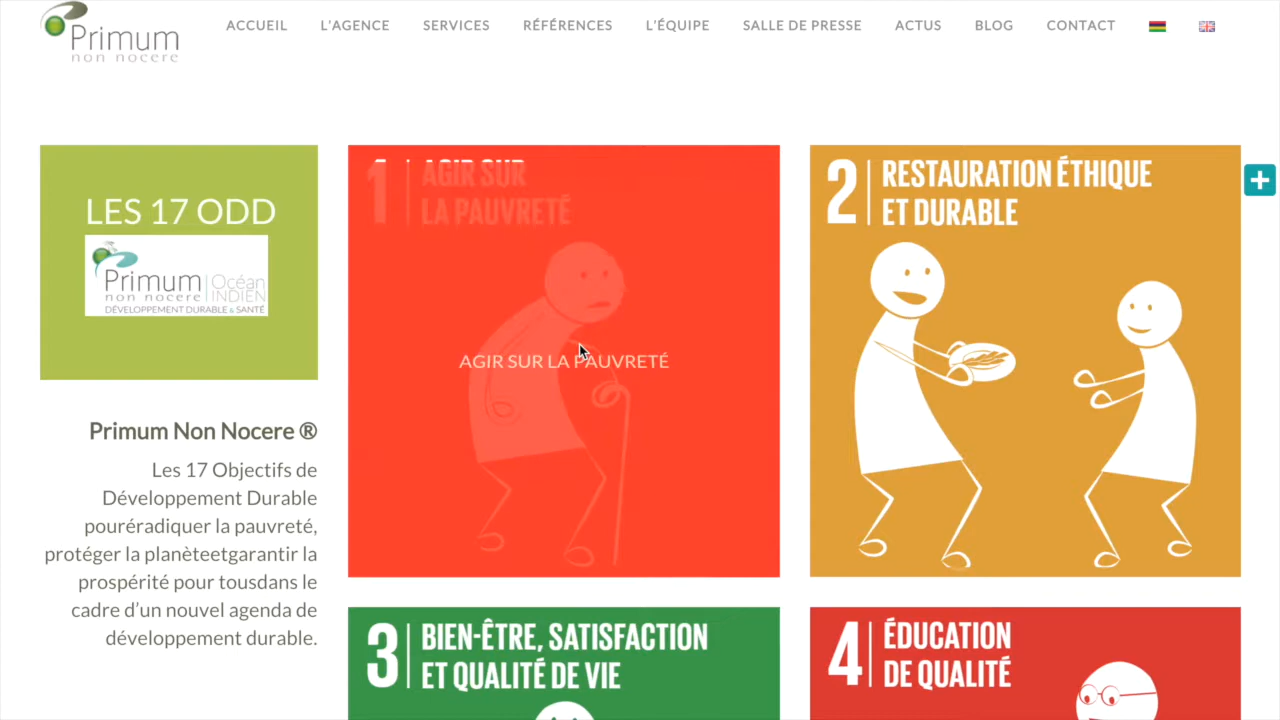 Primum
non nocere
ACCUEIL
L'AGENCE
SERVICES
RÉFÉRENCES
L'ÉQUIPE
SALLE DE PRESSE
ACTUS
BLOG
CONTACT
LES 17 ODD
Primum Océan
non nocere INDIEN
DÉVELOPPEMENT DURABLE & SANTÉ
Primum Non Nocere ®
Les 17 Objectifs de
Développement Durable
pouréradiquer la pauvreté,
protéger la planèteetgarantir la
prospérité pour tousdans le
cadre d'un nouvel agenda de
développement durable.
1 AGIR SUR
LA PAUVRETÉ
AGIR SUR LA PAUVRETÉ
2 RESTAURATION ÉTHIQUE
ET DURABLE
3 BIEN-ÊTRE, SATISFACTION
ET QUALITÉ DE VIE
4 ÉDUCATION
DE QUALITÉ